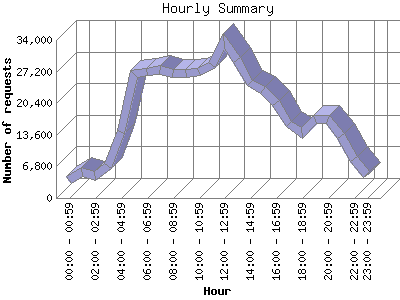 Hourly Summary
Number of requests
34,000
27,200
20,400
13,600
6,800
0
00:00 - 00:59
02:00 - 02:59
04:00 - 04:59
06:00 - 06:59
08:00 - 08:59
10:00 - 10:59
12:00 - 12:59
14:00 - 14:59
16:00 - 16:59
18:00 - 18:59
20:00 - 20:59
22:00 - 22:59
23:00 - 23:59
Hour